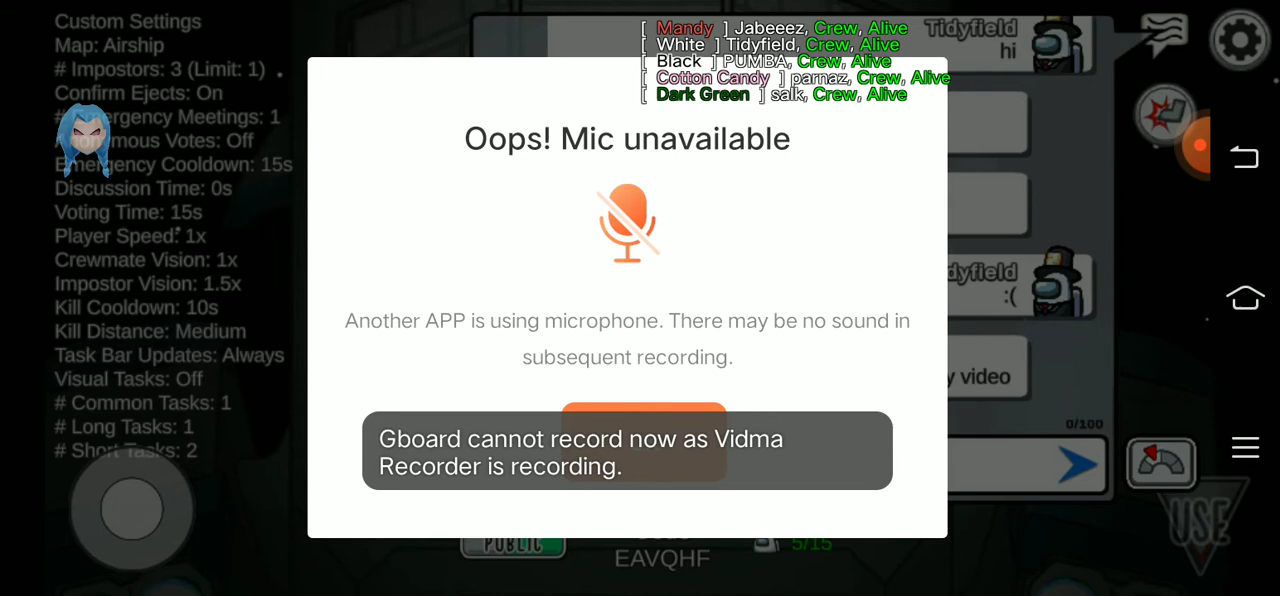 Custom Settings
Map: Airship
# Impostors: 3 (Limit: 1)
Confirm Ejects: On
# Emergency Meetings: 1
Anonymous Votes: Off
Emergency Cooldown: 15s
Discussion Time: 0s
Voting Time: 15s
Player Speed: 1x
Crewmate Vision: 1x
Impostor Vision: 1.5x
Kill Cooldown: 10s
Kill Distance: Medium
Task Bar Updates: Always
Visual Tasks: Off
# Common Tasks: 1
# Long Tasks: 1
# Short Tasks: 2
[ Mandy ] Jabeeez, Crew, Alive
[ White ] Tidyfield, Crew, Alive
[ Black ] PUMBA, Crew, Alive
[ Cotton Candy ] parnaz, Crew, Alive
[ Dark Green ] salk, Crew, Alive
Tidyfield
hi
Oops! Mic unavailable
Another APP is using microphone. There may be no sound in
subsequent recording.
Gboard cannot record now as Vidma
Recorder is recording.
dyfield
:(
y video
0/100
USE
PUBLIC
EAVQHF
5/15